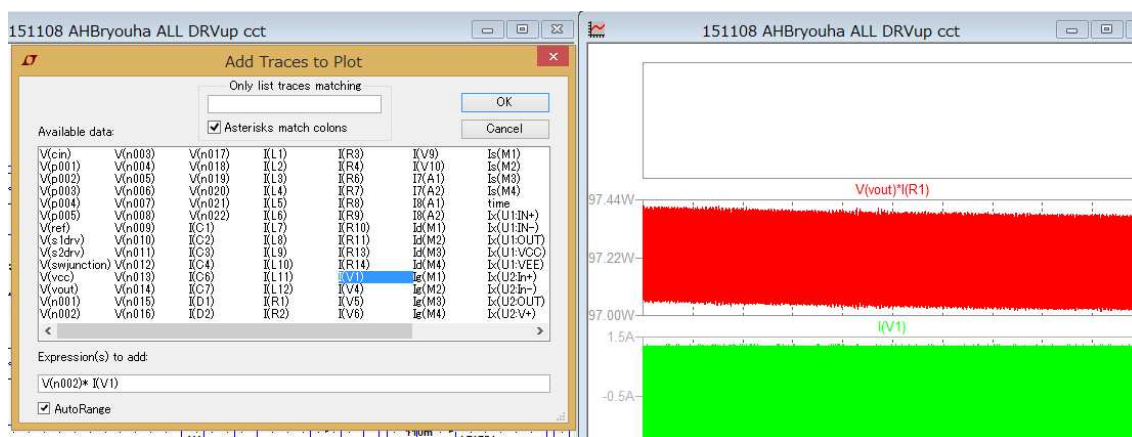 151108 AHBryouha ALL DRVup cct
151108 AHBryouha ALL DRVup cct
Add Traces to Plot
Only list traces matching
OK
Asterisks match colons
Cancel
Available data:
V(cin) V(n003) V(n017) I(L1) I(R3) I(V9) Is(M1)
V(p001) V(n004) V(n018) I(L2) I(R4) I(V10) Is(M2)
V(p002) V(n005) V(n019) I(L3) I(R6) I7(A1) Is(M3)
V(p003) V(n006) V(n020) I(L4) I(R7) I7(A2) Is(M4)
V(p004) V(n007) V(n021) I(L5) I(R8) I8(A1) time
V(p005) V(n008) V(n022) I(L6) I(R9) I8(A2) Ix(U1:IN+)
V(ref) V(n009) I(C1) I(L7) I(R10) Id(M1) Ix(U1:IN-)
V(s1drv) V(n010) I(C2) I(L8) I(R11) Id(M2) Ix(U1:OUT)
V(s2drv) V(n011) I(C3) I(L9) I(R13) Id(M3) Ix(U1:VCC)
V(swjunction) V(n012) I(C4) I(L10) I(R14) Id(M4) Ix(U1:VEE)
V(vcc) V(n013) I(C6) I(L11) I(V1) Ig(M1) Ix(U2:In+)
V(vout) V(n014) I(C7) I(L12) I(V4) Ig(M2) Ix(U2:In-)
V(n001) V(n015) I(D1) I(R1) I(V5) Ig(M3) Ix(U2:OUT)
V(n002) V(n016) I(D2) I(R2) I(V6) Ig(M4) Ix(U2:V+)
Expression(s) to add:
V(n002)* I(V1)
AutoRange
V(vout)*I(R1)
97.44W
97.22W
97.00W
I(V1)
1.5A
-0.5A